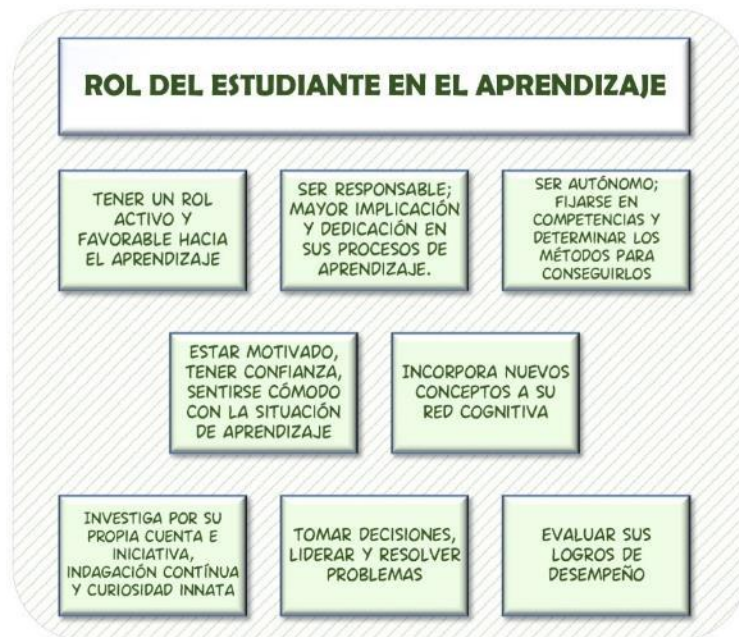 ROL DEL ESTUDIANTE EN EL APRENDIZAJE
TENER UN ROL
ACTIVO Y
FAVORABLE HACIA
EL APRENDIZAJE
SER RESPONSABLE;
MAYOR IMPLICACIÓN
Y DEDICACIÓN EN
SUS PROCESOS DE
APRENDIZAJE.
SER AUTÓNOMO;
FIJARSE EN
COMPETENCIAS Y
DETERMINAR LOS
MÉTODOS PARA
CONSEGUIRLOS
ESTAR MOTIVADO,
TENER CONFIANZA,
SENTIRSE CÓMODO
CON LA SITUACIÓN
DE APRENDIZAJE
INCORPORA NUEVOS
CONCEPTOS A SU
RED COGNITIVA
INVESTIGA POR SU
PROPIA CUENTA E
INICIATIVA,
INDAGACIÓN CONTÍNUA
Y CURIOSIDAD INNATA
TOMAR DECISIONES,
LIDERAR Y RESOLVER
PROBLEMAS
EVALUAR SUS
LOGROS DE
DESEMPEÑO